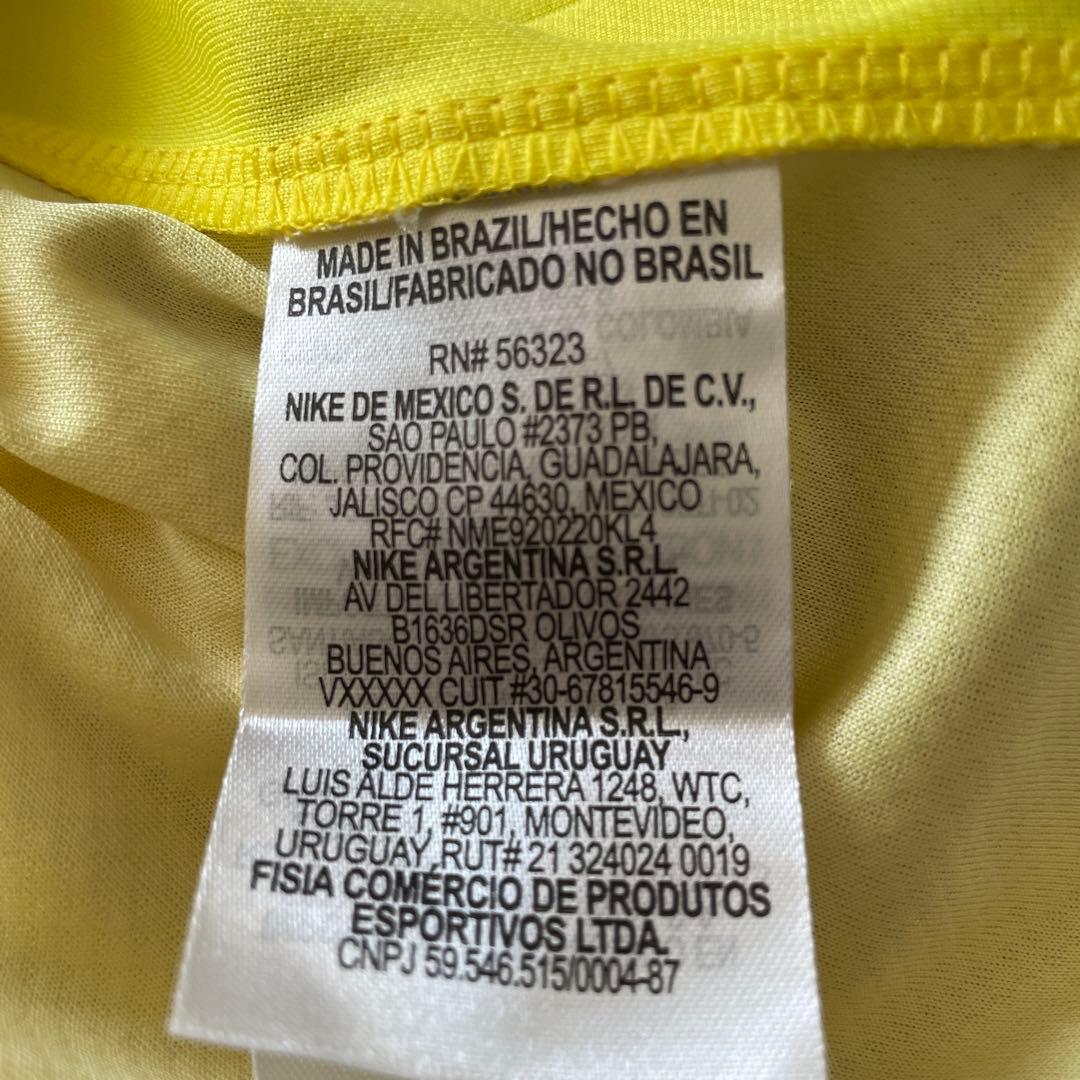 MADE IN BRAZIL/HECHO EN
BRASIL/FABRICADO NO BRASIL
RN# 56323
NIKE DE MEXICO S. DE R.L. DE C.V.,
SAO PAULO #2373 PB,
COL. PROVIDENCIA, GUADALAJARA,
JALISCO CP 44630, MEXICO
RFC# NME920220KL4
NIKE ARGENTINA S.R.L.
AV DEL LIBERTADOR 2442
B1636DSR OLIVOS
BUENOS AIRES, ARGENTINA
VXXXXX CUIT #30-67815546-9
NIKE ARGENTINA S.R.L.,
SUCURSAL URUGUAY
LUIS ALDE HERRERA 1248, WTC,
TORRE 1, #901, MONTEVIDEO,
URUGUAY, RUT# 21 324024 0019
FISIA COMÉRCIO DE PRODUTOS
ESPORTIVOS LTDA.
CNPJ 59.546.515/0004-87